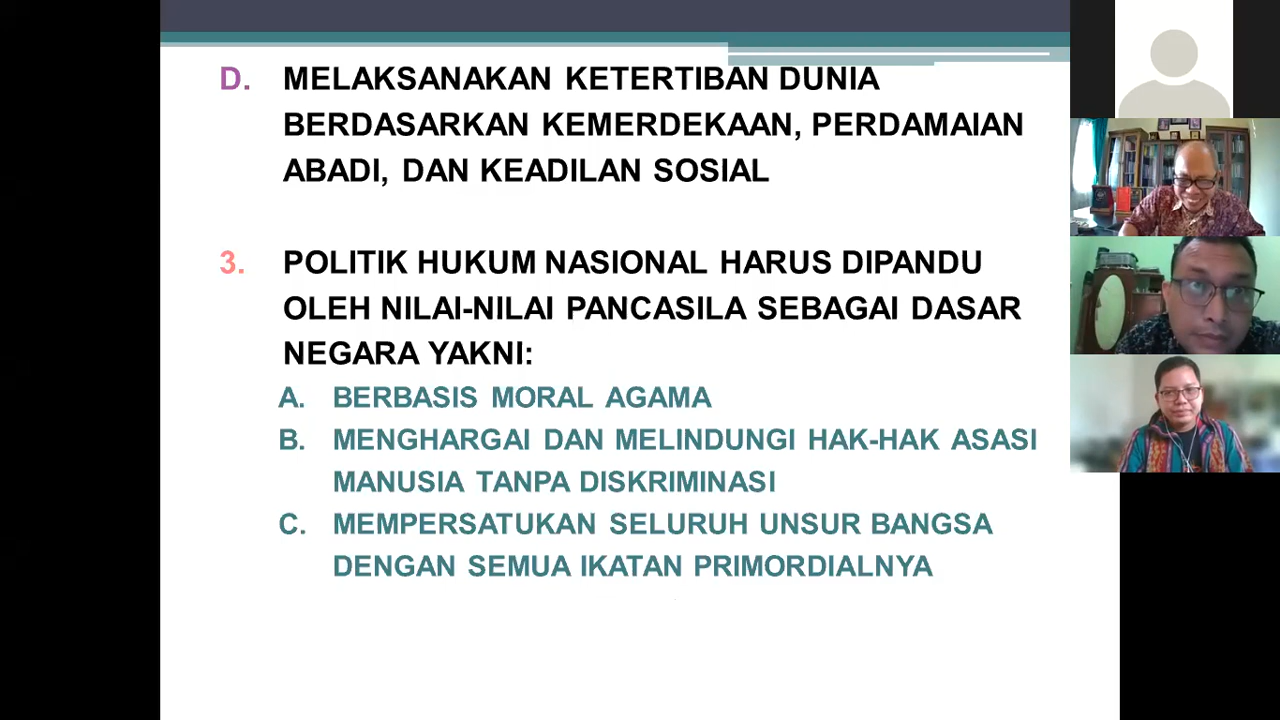 D. MELAKSANAKAN KETERTIBAN DUNIA
BERDASARKAN KEMERDEKAAN, PERDAMAIAN
ABADI, DAN KEADILAN SOSIAL
3. POLITIK HUKUM NASIONAL HARUS DIPANDU
OLEH NILAI-NILAI PANCASILA SEBAGAI DASAR
NEGARA YAKNI:
A. BERBASIS MORAL AGAMA
B. MENGHARGAI DAN MELINDUNGI HAK-HAK ASASI
MANUSIA TANPA DISKRIMINASI
C. MEMPERSATUKAN SELURUH UNSUR BANGSA
DENGAN SEMUA IKATAN PRIMORDIALNYA